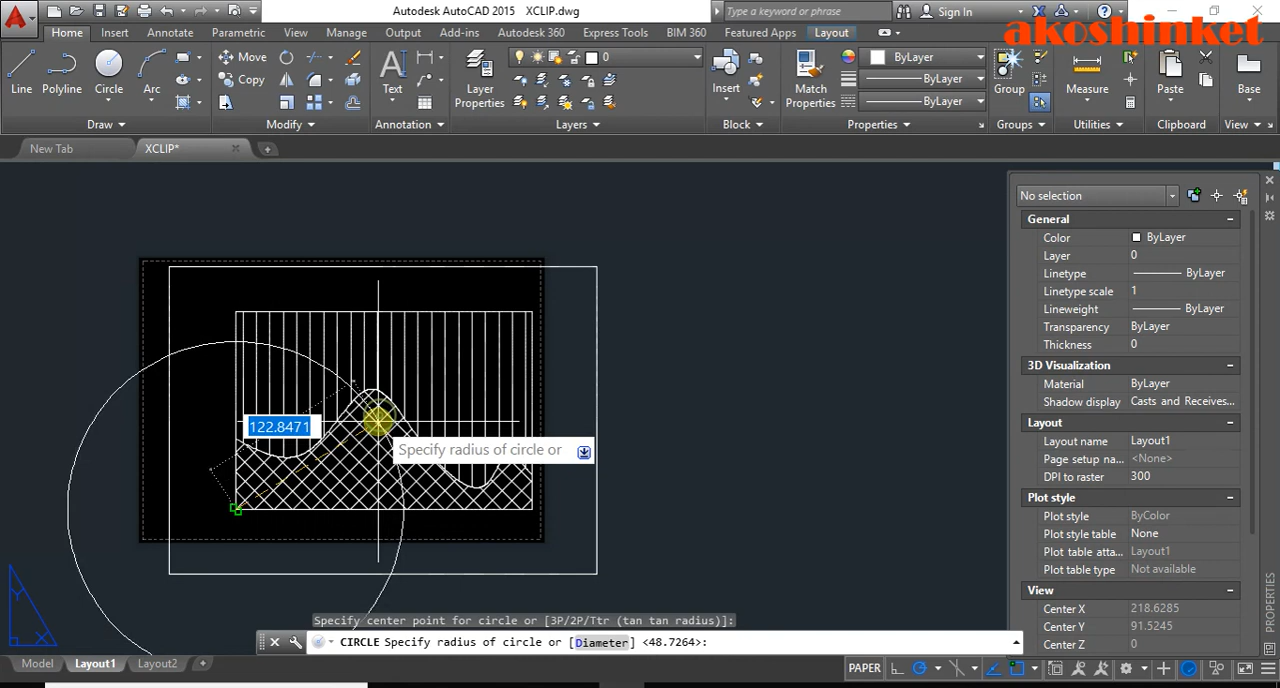 Autodesk AutoCAD 2015 XCLIP.dwg
Type a keyword or phrase
Sign In
akoshinket
Home Insert Annotate Parametric View Manage Output Add-ins Autodesk 360 Express Tools BIM 360 Featured Apps Layout
Line
Polyline
Circle
Arc
Move
Copy
Text
Layer
Properties
0
Insert
Match
Properties
ByLayer
ByLayer
ByLayer
Group
Measure
Paste
Base
Draw
Modify
Annotation
Layers
Block
Properties
Groups
Utilities
Clipboard
View
New Tab
XCLIP*
No selection
General
Color ByLayer
Layer 0
Linetype ByLayer
Linetype scale 1
Lineweight ByLayer
Transparency ByLayer
Thickness 0
3D Visualization
Material ByLayer
Shadow display Casts and Receives...
Layout
Layout name Layout1
Page setup na... <None>
DPI to raster 300
Plot style
Plot style ByColor
Plot style table None
Plot table atta... Layout1
Plot table type Not available
View
Center X 218.6285
Center Y 91.5245
Center Z 0
PROPERTIES
122.8471
Specify radius of circle or
Y
X
Specify center point for circle or [3P/2P/Ttr (tan tan radius)]:
CIRCLE Specify radius of circle or [Diameter] <48.7264>:
Model Layout1 Layout2
PAPER